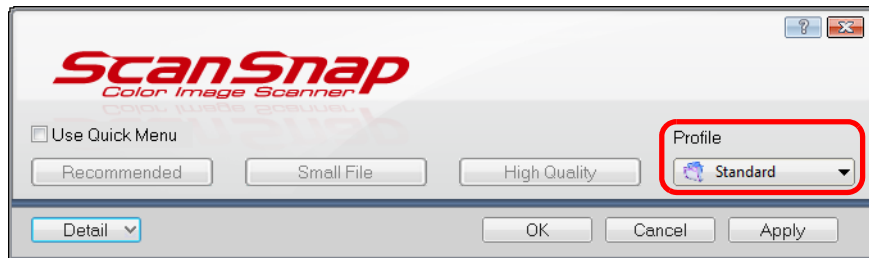 ScanSnap
Color Image Scanner
Use Quick Menu
Profile
Recommended
Small File
High Quality
Standard
Detail
OK
Cancel
Apply